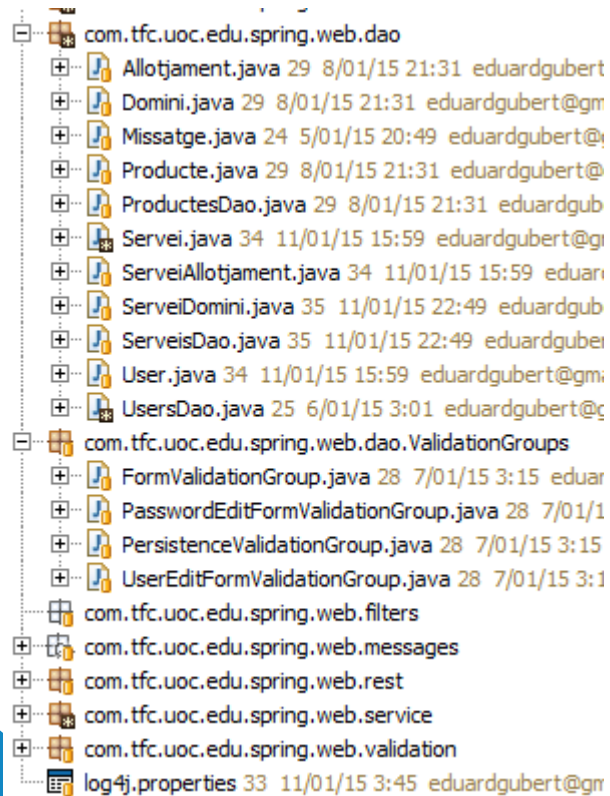 com.tfc.uoc.edu.spring.web.dao
Allotjament.java 29 8/01/15 21:31 eduardgubert
Domini.java 29 8/01/15 21:31 eduardgubert@gm
Missatge.java 24 5/01/15 20:49 eduardgubert@g
Producte.java 29 8/01/15 21:31 eduardgubert@
ProductesDao.java 29 8/01/15 21:31 eduardgub
Servei.java 34 11/01/15 15:59 eduardgubert@g
ServeiAllotjament.java 34 11/01/15 15:59 eduard
ServeiDomini.java 35 11/01/15 22:49 eduardgub
ServeisDao.java 35 11/01/15 22:49 eduardguber
User.java 34 11/01/15 15:59 eduardgubert@gma
UsersDao.java 25 6/01/15 3:01 eduardgubert@g
com.tfc.uoc.edu.spring.web.dao.ValidationGroups
FormValidationGroup.java 28 7/01/15 3:15 eduar
PasswordEditFormValidationGroup.java 28 7/01/1
PersistenceValidationGroup.java 28 7/01/15 3:15
UserEditFormValidationGroup.java 28 7/01/15 3:1
com.tfc.uoc.edu.spring.web.filters
com.tfc.uoc.edu.spring.web.messages
com.tfc.uoc.edu.spring.web.rest
com.tfc.uoc.edu.spring.web.service
com.tfc.uoc.edu.spring.web.validation
log4j.properties 33 11/01/15 3:45 eduardgubert@gm